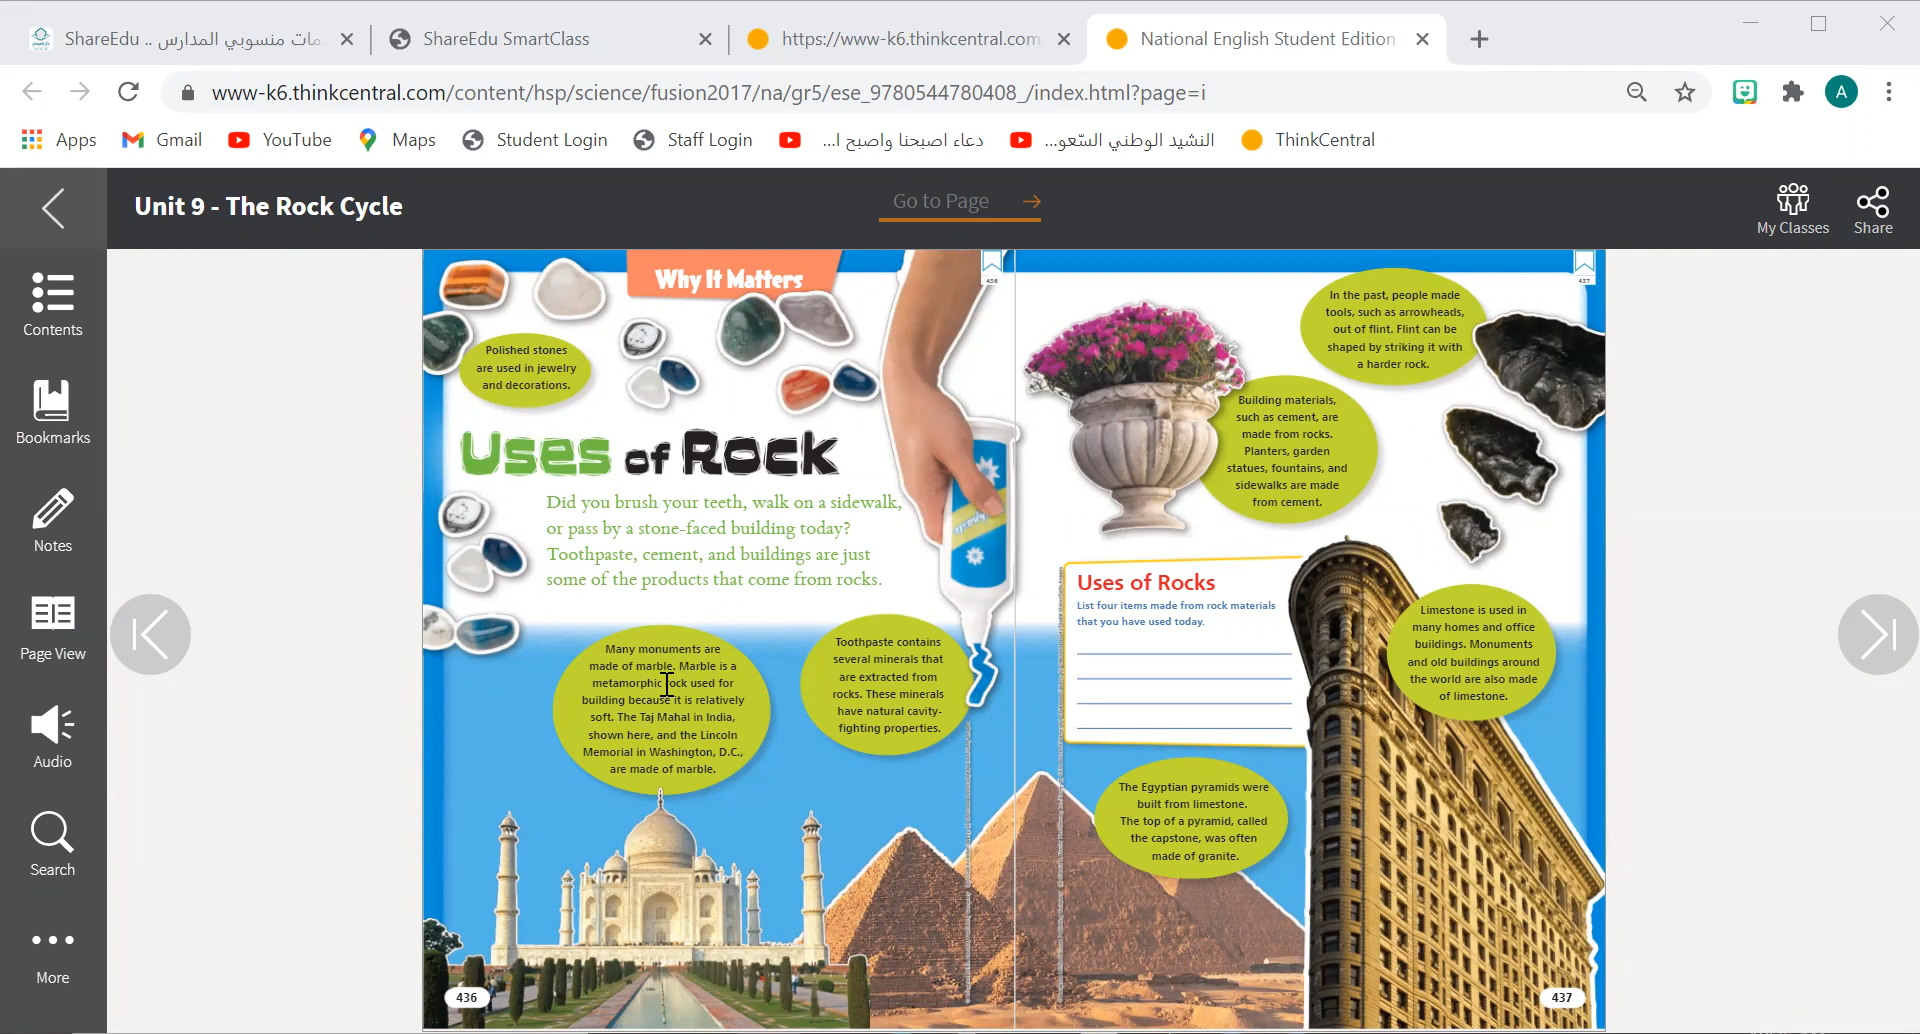 ShareEdu .. مات منسوبي المدارس
ShareEdu SmartClass
https://www-k6.thinkcentral.com
National English Student Edition
www-k6.thinkcentral.com/content/hsp/science/fusion2017/na/gr5/ese_9780544780408_/index.html?page=i
A
Apps
Gmail
YouTube
Maps
Student Login
Staff Login
دعاء اصبحنا واصبح ا...
النشيد الوطني السّعو...
ThinkCentral
Unit 9 - The Rock Cycle
Go to Page
My Classes
Share
Contents
Bookmarks
Notes
Page View
Audio
Search
More
Why It Matters
436
437
Polished stones
are used in jewelry
and decorations.
Uses of Rock
Did you brush your teeth, walk on a sidewalk,
or pass by a stone-faced building today?
Toothpaste, cement, and buildings are just
some of the products that come from rocks.
Many monuments are
made of marble. Marble is a
metamorphic rock used for
building because it is relatively
soft. The Taj Mahal in India,
shown here, and the Lincoln
Memorial in Washington, D.C.,
are made of marble.
Toothpaste contains
several minerals that
are extracted from
rocks. These minerals
have natural cavity-
fighting properties.
436
In the past, people made
tools, such as arrowheads,
out of flint. Flint can be
shaped by striking it with
a harder rock.
Building materials,
such as cement, are
made from rocks.
Planters, garden
statues, fountains, and
sidewalks are made
from cement.
Uses of Rocks
List four items made from rock materials
that you have used today.
Limestone is used in
many homes and office
buildings. Monuments
and old buildings around
the world are also made
of limestone.
The Egyptian pyramids were
built from limestone.
The top of a pyramid, called
the capstone, was often
made of granite.
437